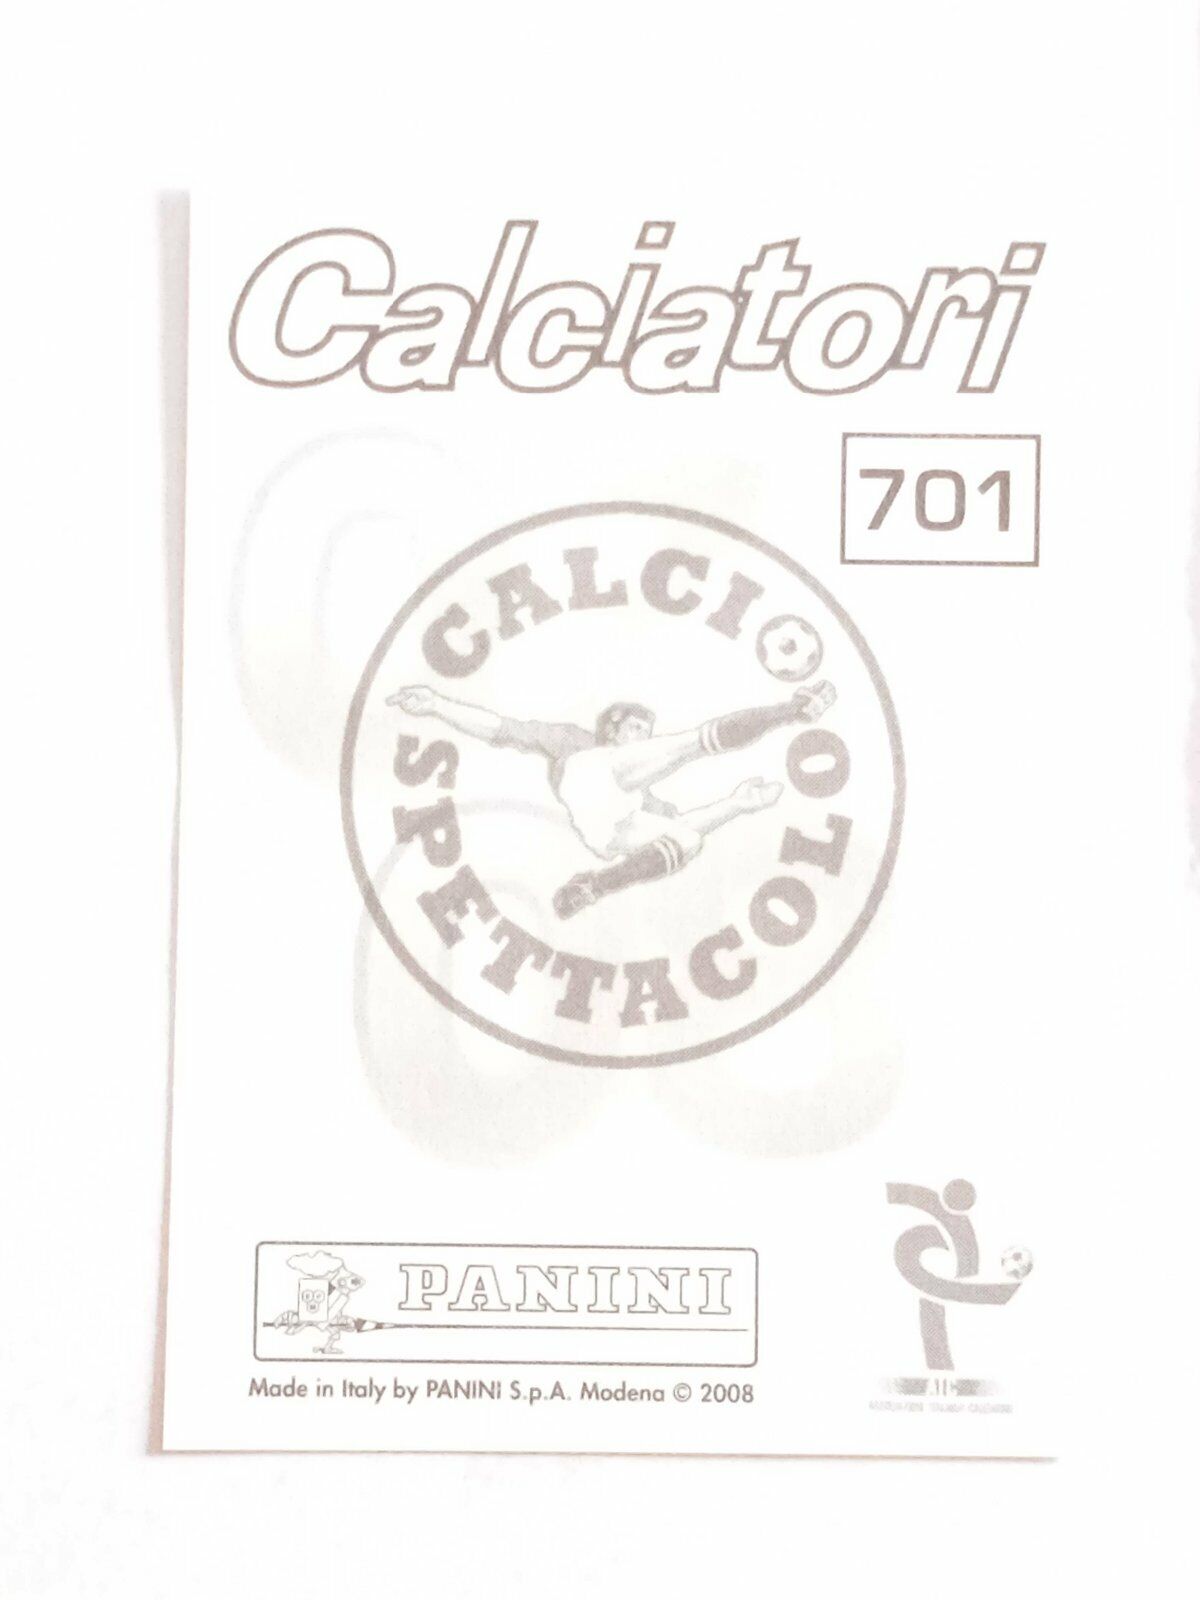 Calciatori
701
CALCIO
SPETTACOLO
PANINI
Made in Italy by PANINI S.p.A. Modena © 2008